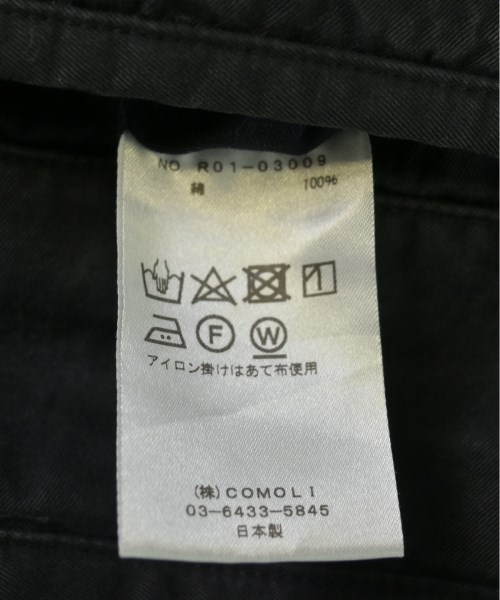 NO R01-03009
綿 100%
F W
アイロン掛けはあて布使用
(株)COMOLI
03-6433-5845
日本製